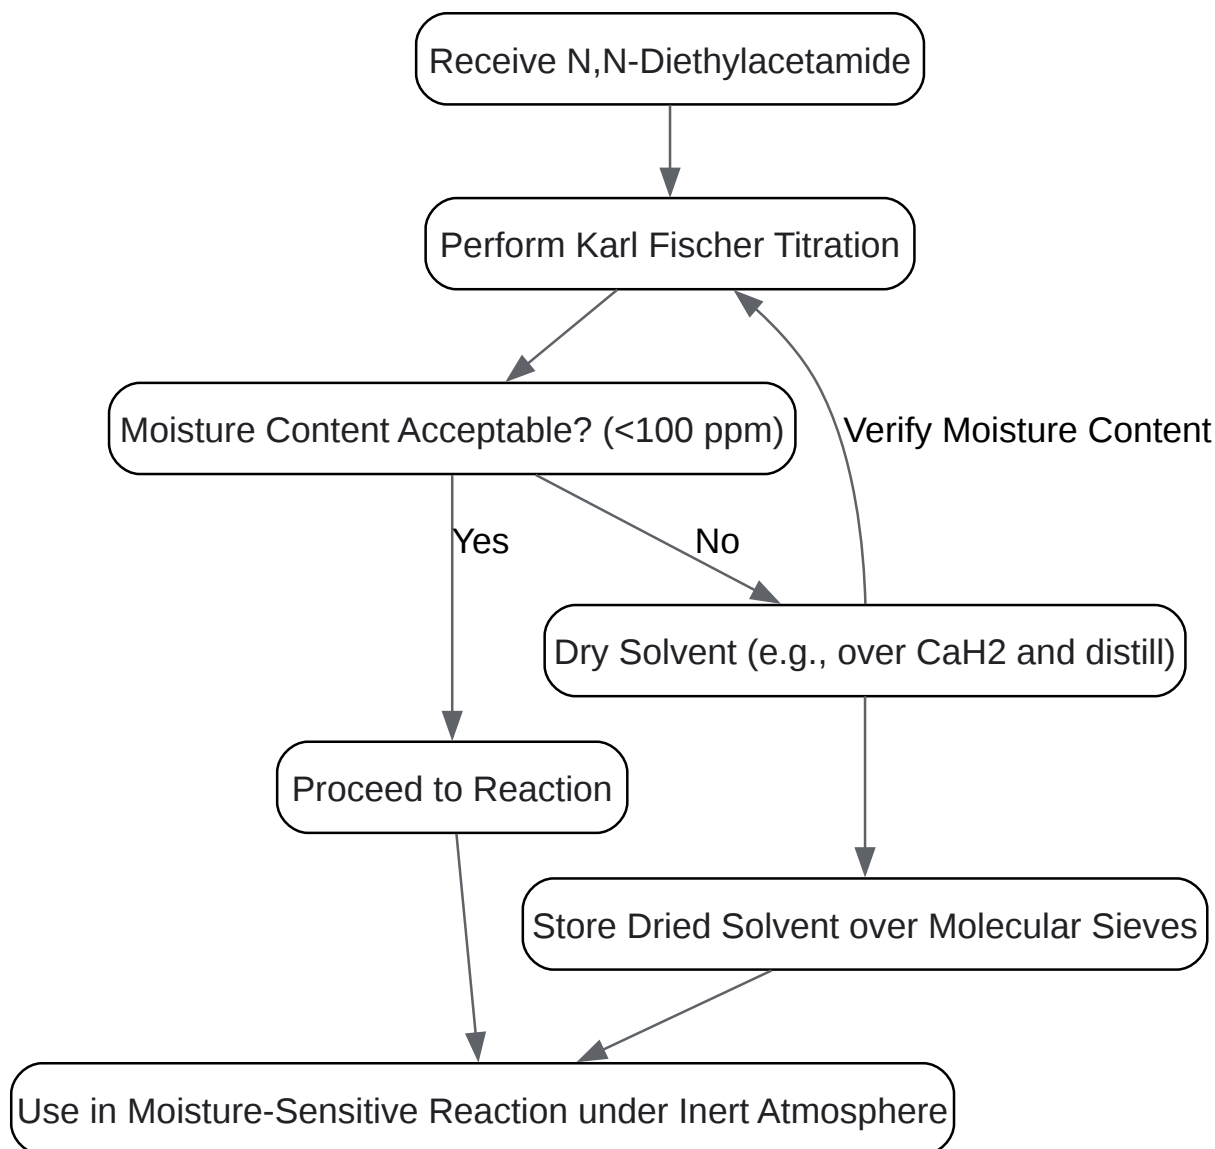 Receive N,N-Diethylacetamide
Perform Karl Fischer Titration
Moisture Content Acceptable? (<100 ppm)
Verify Moisture Content
Yes
No
Dry Solvent (e.g., over CaH2 and distill)
Proceed to Reaction
Store Dried Solvent over Molecular Sieves
Use in Moisture-Sensitive Reaction under Inert Atmosphere